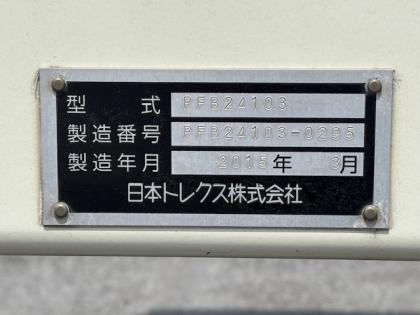 型式 PFB24103
製造番号 PFB24103-0295
製造年月 2015年 3月
日本トレクス株式会社